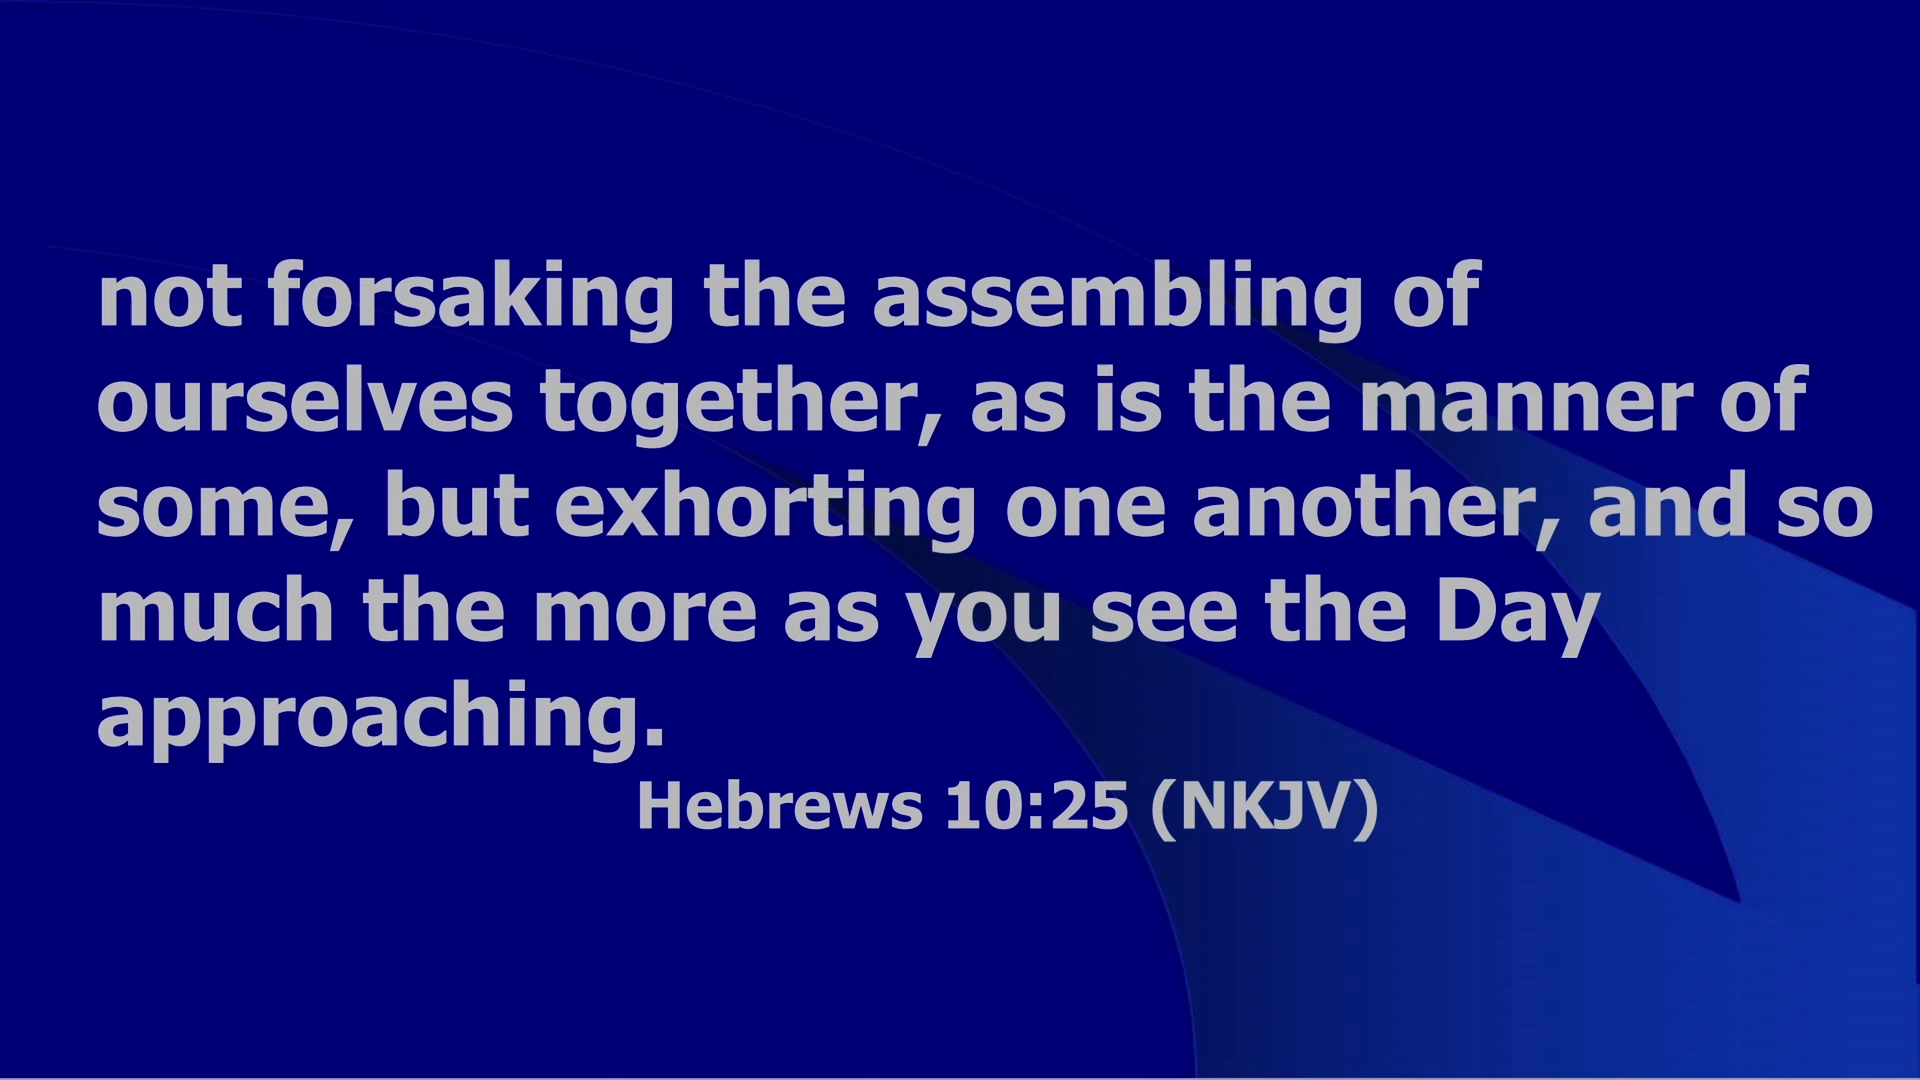 not forsaking the assembling of
ourselves together, as is the manner of
some, but exhorting one another, and so
much the more as you see the Day
approaching.
Hebrews 10:25 (NKJV)